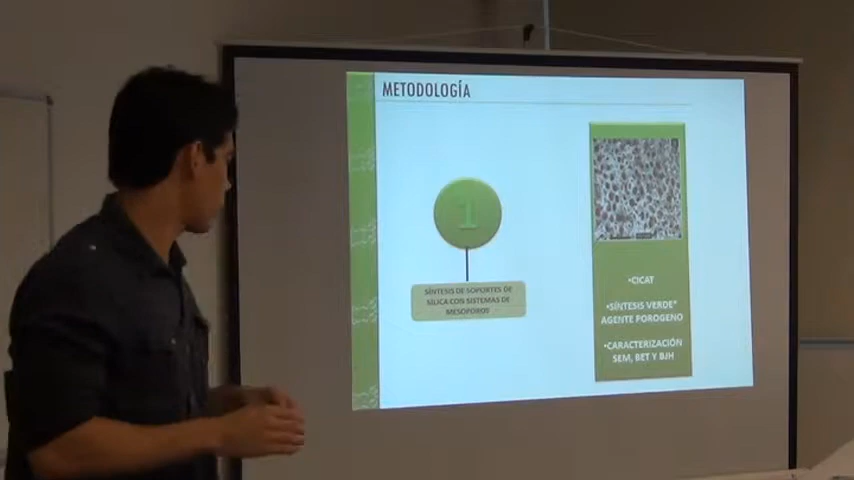 METODOLOGÍA
1
SÍNTESIS DE SOPORTES DE
SILICA CON SISTEMAS DE
MESOPOROS
•CICAT
•"SÍNTESIS VERDE"
AGENTE POROGENO
•CARACTERIZACIÓN
SEM, BET Y BJH